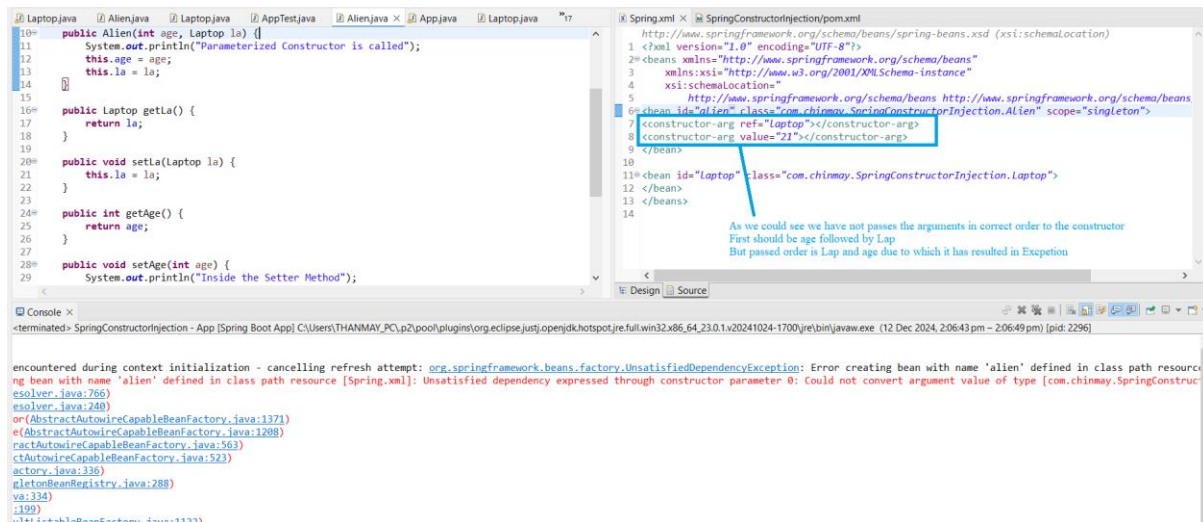 Laptop.java
Alien.java
Laptop.java
AppTest.java
Alien.java ×
App.java
Laptop.java
»17
10 public Alien(int age, Laptop la) {
11 System.out.println("Parameterized Constructor is called");
12 this.age = age;
13 this.la = la;
14 }
15
16 public Laptop getLa() {
17 return la;
18 }
19
20 public void setLa(Laptop la) {
21 this.la = la;
22 }
23
24 public int getAge() {
25 return age;
26 }
27
28 public void setAge(int age) {
29 System.out.println("Inside the Setter Method");
Spring.xml ×
SpringConstructorInjection/pom.xml
http://www.springframework.org/schema/beans/spring-beans.xsd (xsi:schemaLocation)
1 <?xml version="1.0" encoding="UTF-8"?>
2 <beans xmlns="http://www.springframework.org/schema/beans"
3 xmlns:xsi="http://www.w3.org/2001/XMLSchema-instance"
4 xsi:schemaLocation="
5 http://www.springframework.org/schema/beans http://www.springframework.org/schema/beans
6 <bean id="alien" class="com.chinmay.SpringConstructorInjection.Alien" scope="singleton">
7 <constructor-arg ref="laptop"></constructor-arg>
8 <constructor-arg value="21"></constructor-arg>
9 </bean>
10
11 <bean id="laptop" class="com.chinmay.SpringConstructorInjection.Laptop">
12 </bean>
13 </beans>
14
As we could see we have not passes the arguments in correct order to the constructor
First should be age followed by Lap
But passed order is Lap and age due to which it has resulted in Excpetion
Design Source
Console ×
<terminated> SpringConstructorInjection - App [Spring Boot App] C:\Users\THANMAY_PC\.p2\pool\plugins\org.eclipse.justj.openjdk.hotspot.jre.full.win32.x86_64_23.0.1.v20241024-1700\jre\bin\javaw.exe (12 Dec 2024, 2:06:43 pm – 2:06:49 pm) [pid: 2296]
encountered during context initialization - cancelling refresh attempt: org.springframework.beans.factory.UnsatisfiedDependencyException: Error creating bean with name 'alien' defined in class path resource
ng bean with name 'alien' defined in class path resource [Spring.xml]: Unsatisfied dependency expressed through constructor parameter 0: Could not convert argument value of type [com.chinmay.SpringConstruc
esolver.java:766)
esolver.java:240)
or(AbstractAutowireCapableBeanFactory.java:1371)
e(AbstractAutowireCapableBeanFactory.java:1208)
ractAutowireCapableBeanFactory.java:563)
ctAutowireCapableBeanFactory.java:523)
actory.java:336)
gletonBeanRegistry.java:288)
va:334)
:199)
ultListableBeanFactory.java:1122)